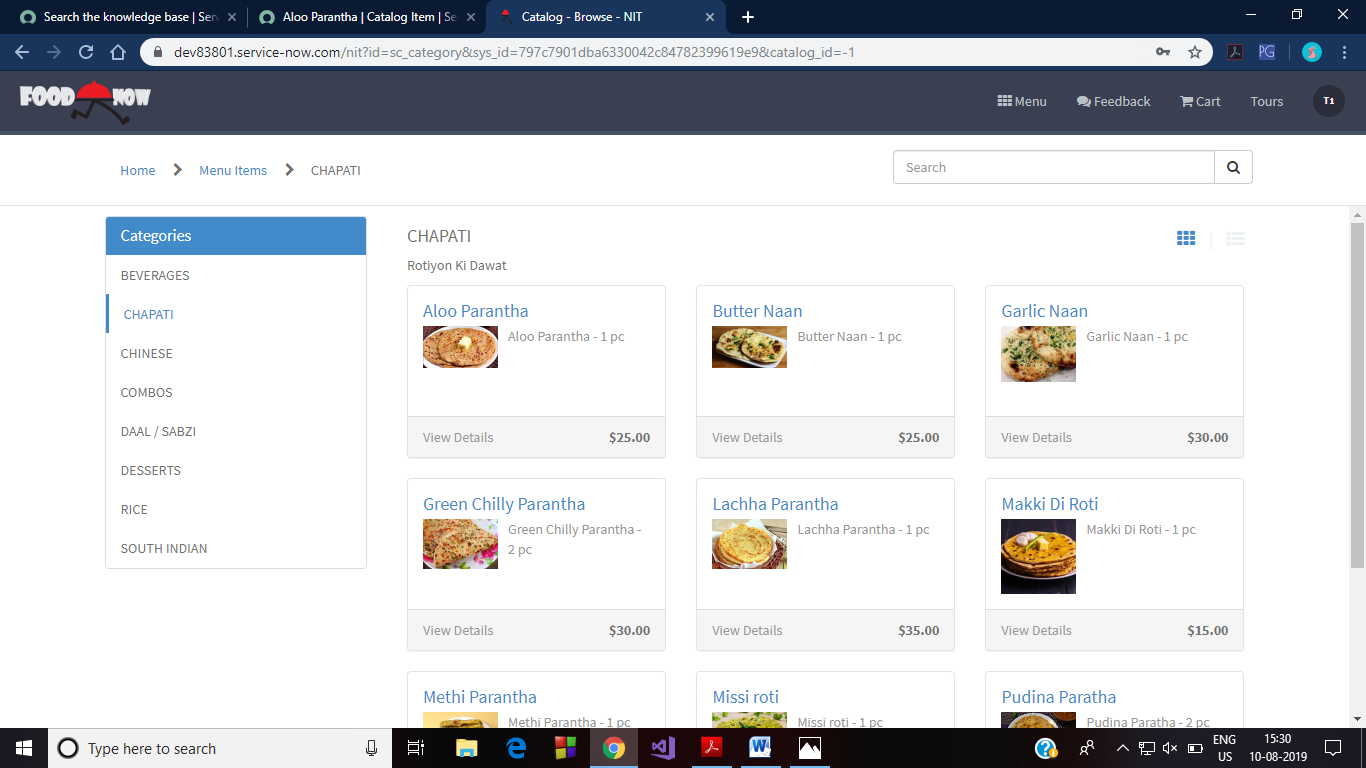 Search the knowledge base | Ser
Aloo Parantha | Catalog Item | Se
Catalog - Browse - NIT
dev83801.service-now.com/nit?id=sc_category&sys_id=797c7901dba6330042c84782399619e9&catalog_id=-1
PG
FOOD NOW
Menu
Feedback
Cart
Tours
T1
Home
Menu Items
CHAPATI
Search
Categories
BEVERAGES
CHAPATI
CHINESE
COMBOS
DAAL / SABZI
DESSERTS
RICE
SOUTH INDIAN
CHAPATI
Rotiyon Ki Dawat
Aloo Parantha
Aloo Parantha - 1 pc
View Details
$25.00
Butter Naan
Butter Naan - 1 pc
View Details
$25.00
Garlic Naan
Garlic Naan - 1 pc
View Details
$30.00
Green Chilly Parantha
Green Chilly Parantha -
2 pc
View Details
$30.00
Lachha Parantha
Lachha Parantha - 1 pc
View Details
$35.00
Makki Di Roti
Makki Di Roti - 1 pc
View Details
$15.00
Methi Parantha
Methi Parantha - 1 pc
Missi roti
Missi roti - 1 pc
Pudina Paratha
Pudina Paratha - 2 pc
Type here to search
ENG
US
15:30
10-08-2019